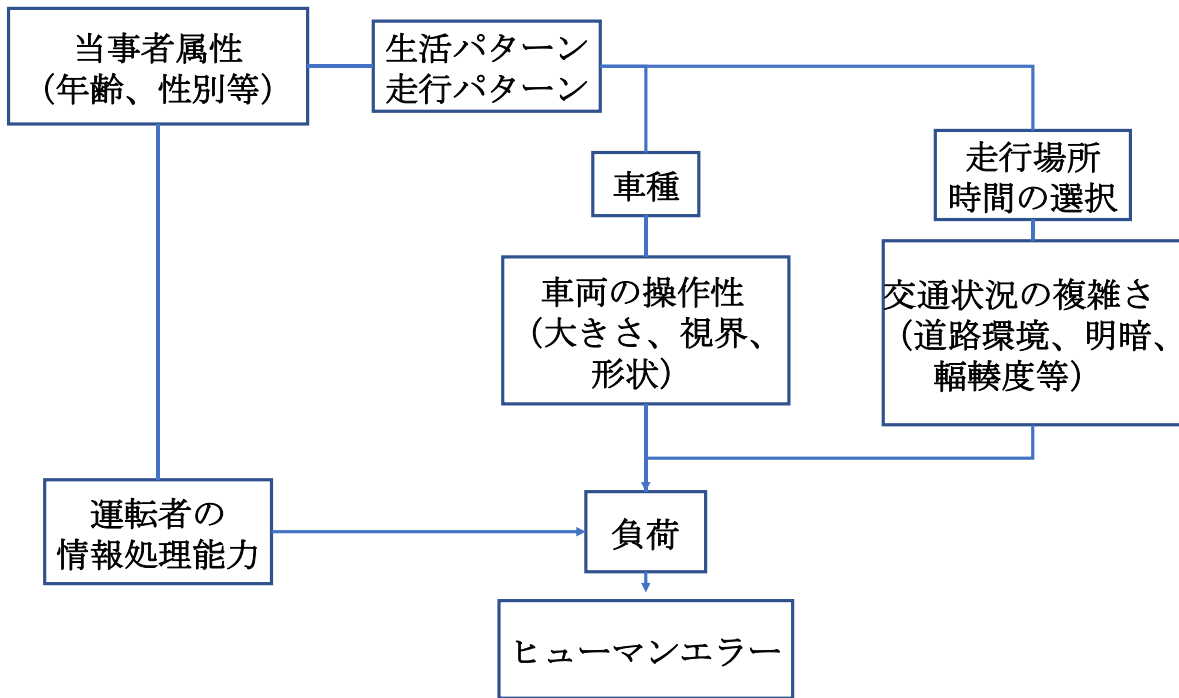 当事者属性
（年齢、性別等）
生活パターン
走行パターン
車種
走行場所
時間の選択
車両の操作性
（大きさ、視界、
形状）
交通状況の複雑さ
（道路環境、明暗、
輻輳度等）
運転者の
情報処理能力
負荷
ヒューマンエラー